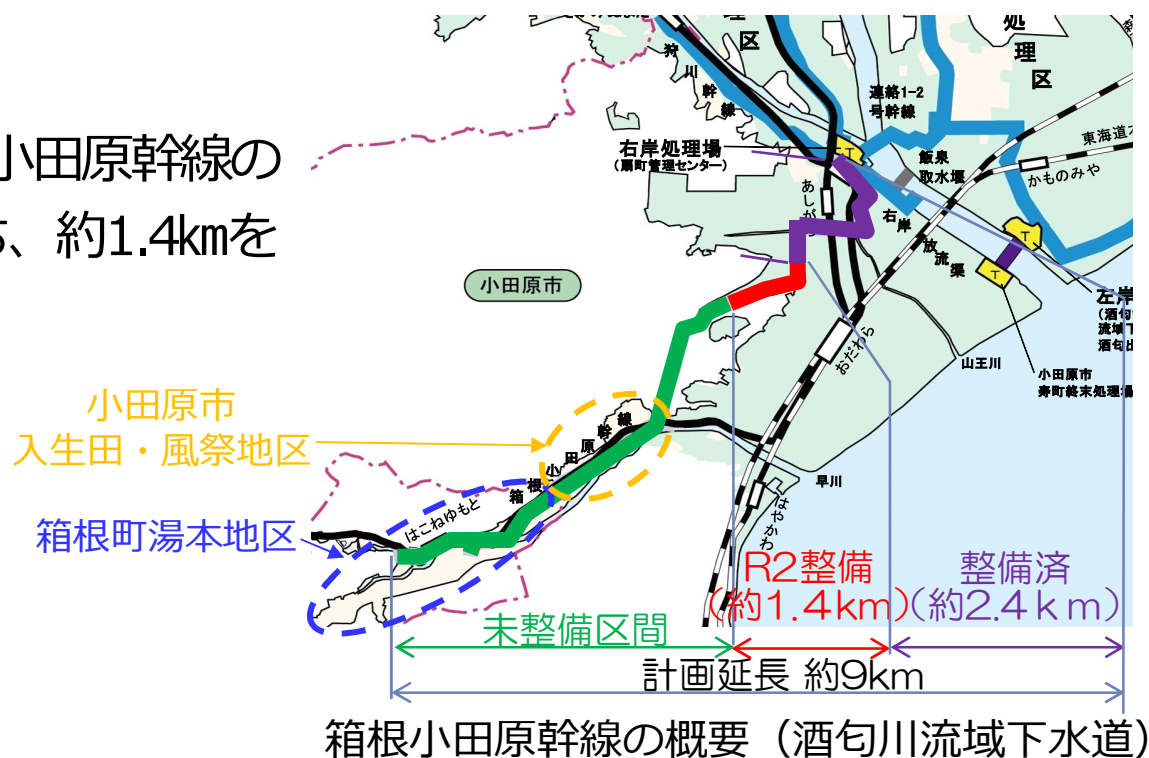 小田原幹線の
約1.4kmを
理
区
処
理
区
狩
川
幹
線
連絡1-2
号幹線
右岸処理場
(扇町管理センター)
T
飯泉
取水堰
東海道
かものみや
あしがら
右
岸
放
流
渠
T
T
小田原市
左岸
山王川
おだわら
小田原市
寿町終末処理場
小田原市
入生田・風祭地区
箱根小田原幹線
はこねゆもと
早川
はやかわ
箱根町湯本地区
R2整備
(約1.4km)
整備済
(約2.4km)
未整備区間
計画延長 約9km
箱根小田原幹線の概要（酒匂川流域下水道）